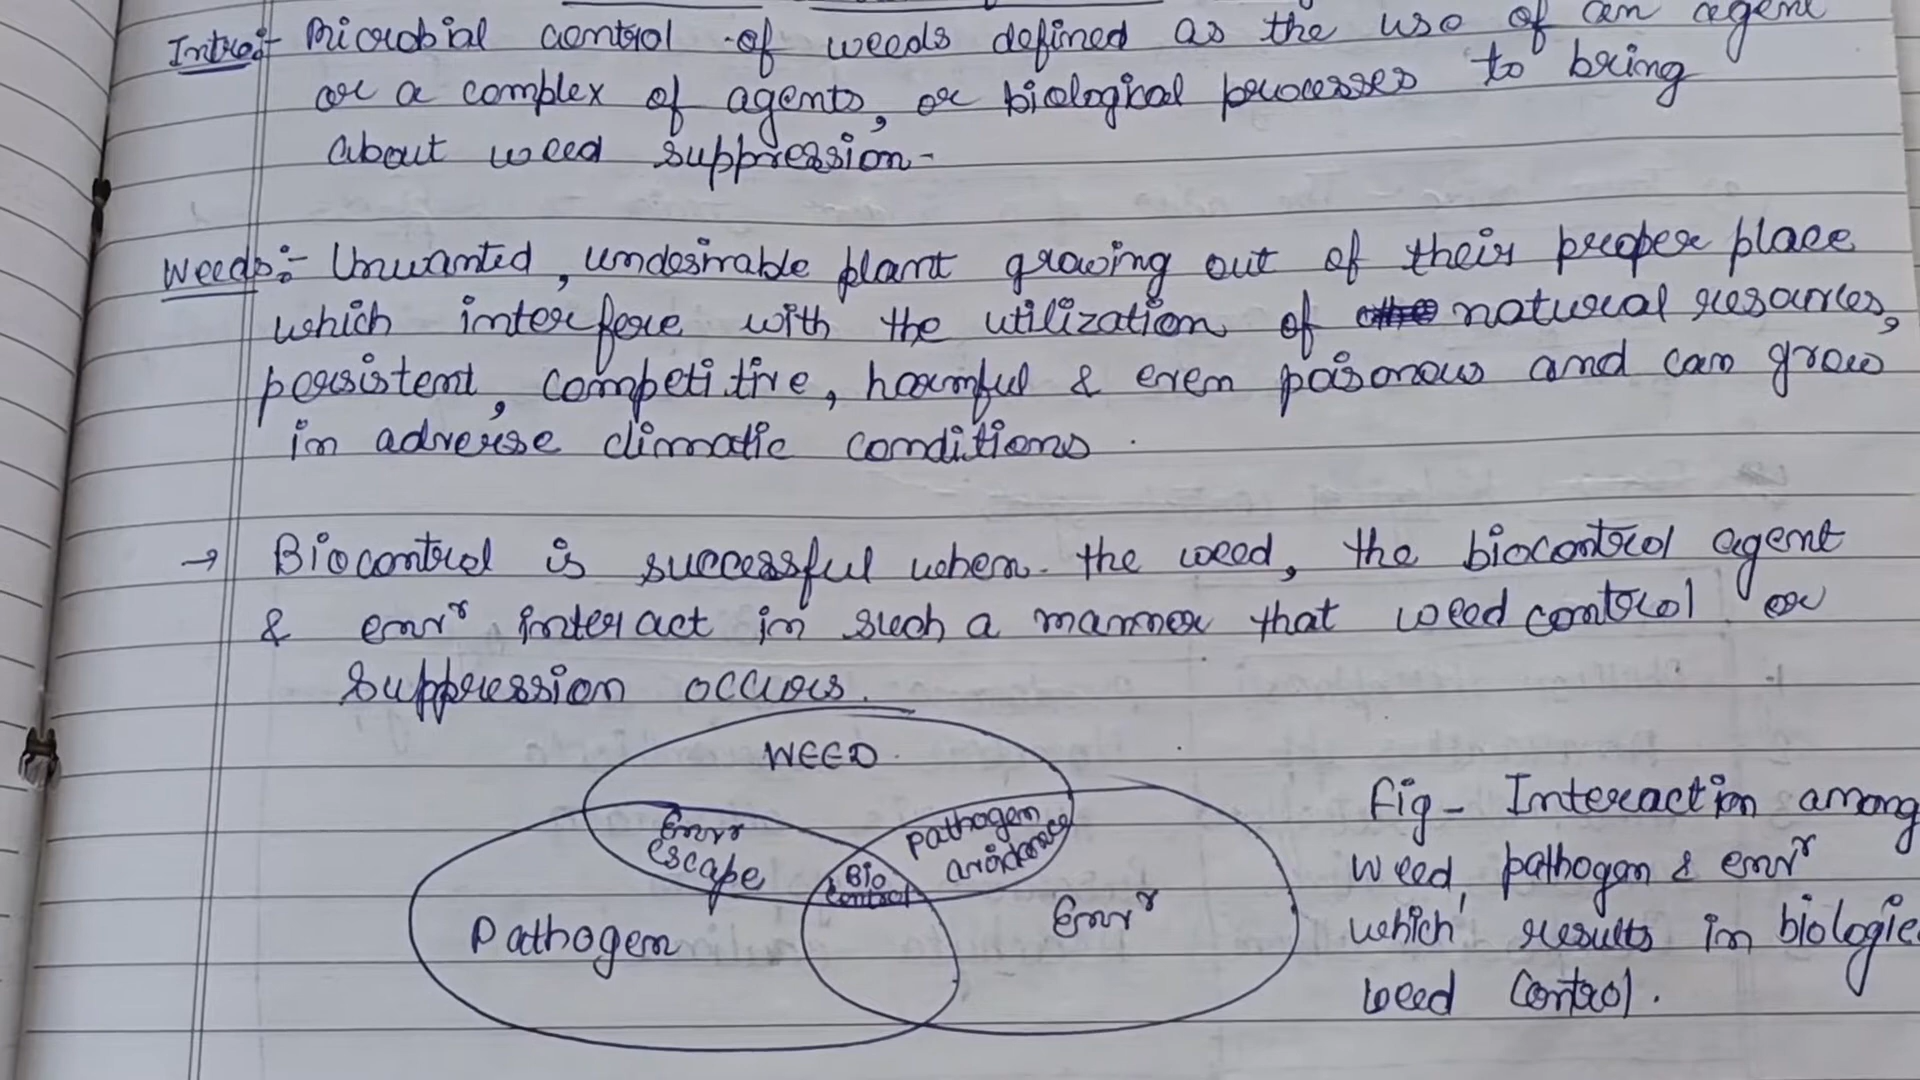 Intro:- Microbial control of weeds defined as the use of an agent
or a complex of agents, or biological processes to bring
about weed suppression-
Weeds:- Unwanted, undesirable plant growing out of their proper place
which interfere with the utilization of natural resources,
persistent, competitive, harmful & even poisonous and can grow
in adverse climatic conditions.
→ Biocontrol is successful when the weed, the biocontrol agent
& envr interact in such a manner that weed control or
suppression occurs.
WEED
Envr
escape
pathogen
avoidance
Bio
control
Pathogen
Envr
fig- Interaction among
weed, pathogen & envr
which results in biologic
weed control.